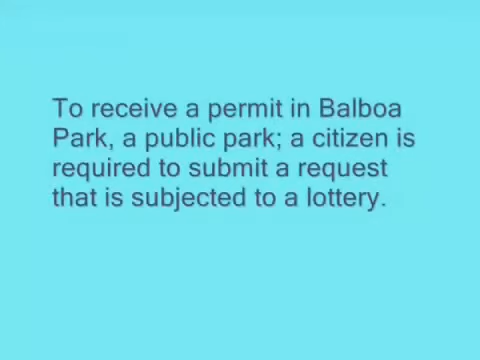 To receive a permit in Balboa
Park, a public park; a citizen is
required to submit a request
that is subjected to a lottery.